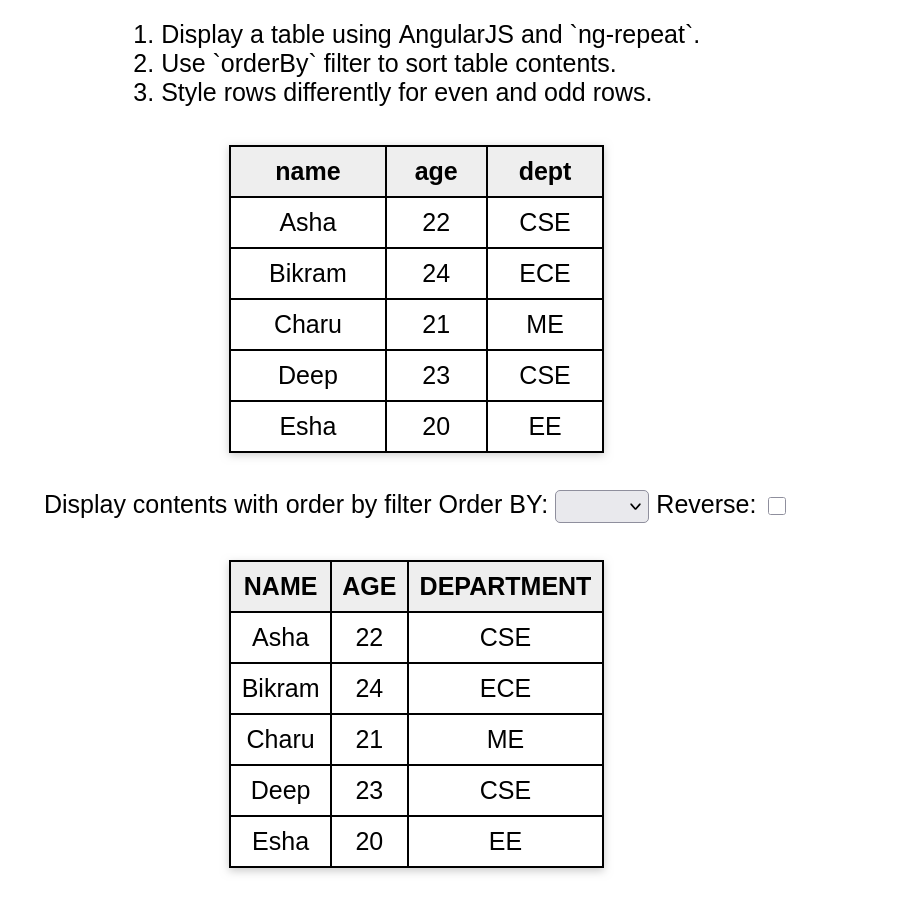 1. Display a table using AngularJS and `ng-repeat`.
2. Use `orderBy` filter to sort table contents.
3. Style rows differently for even and odd rows.
name age dept
Asha 22 CSE
Bikram 24 ECE
Charu 21 ME
Deep 23 CSE
Esha 20 EE
Display contents with order by filter Order BY: Reverse:
NAME AGE DEPARTMENT
Asha 22 CSE
Bikram 24 ECE
Charu 21 ME
Deep 23 CSE
Esha 20 EE